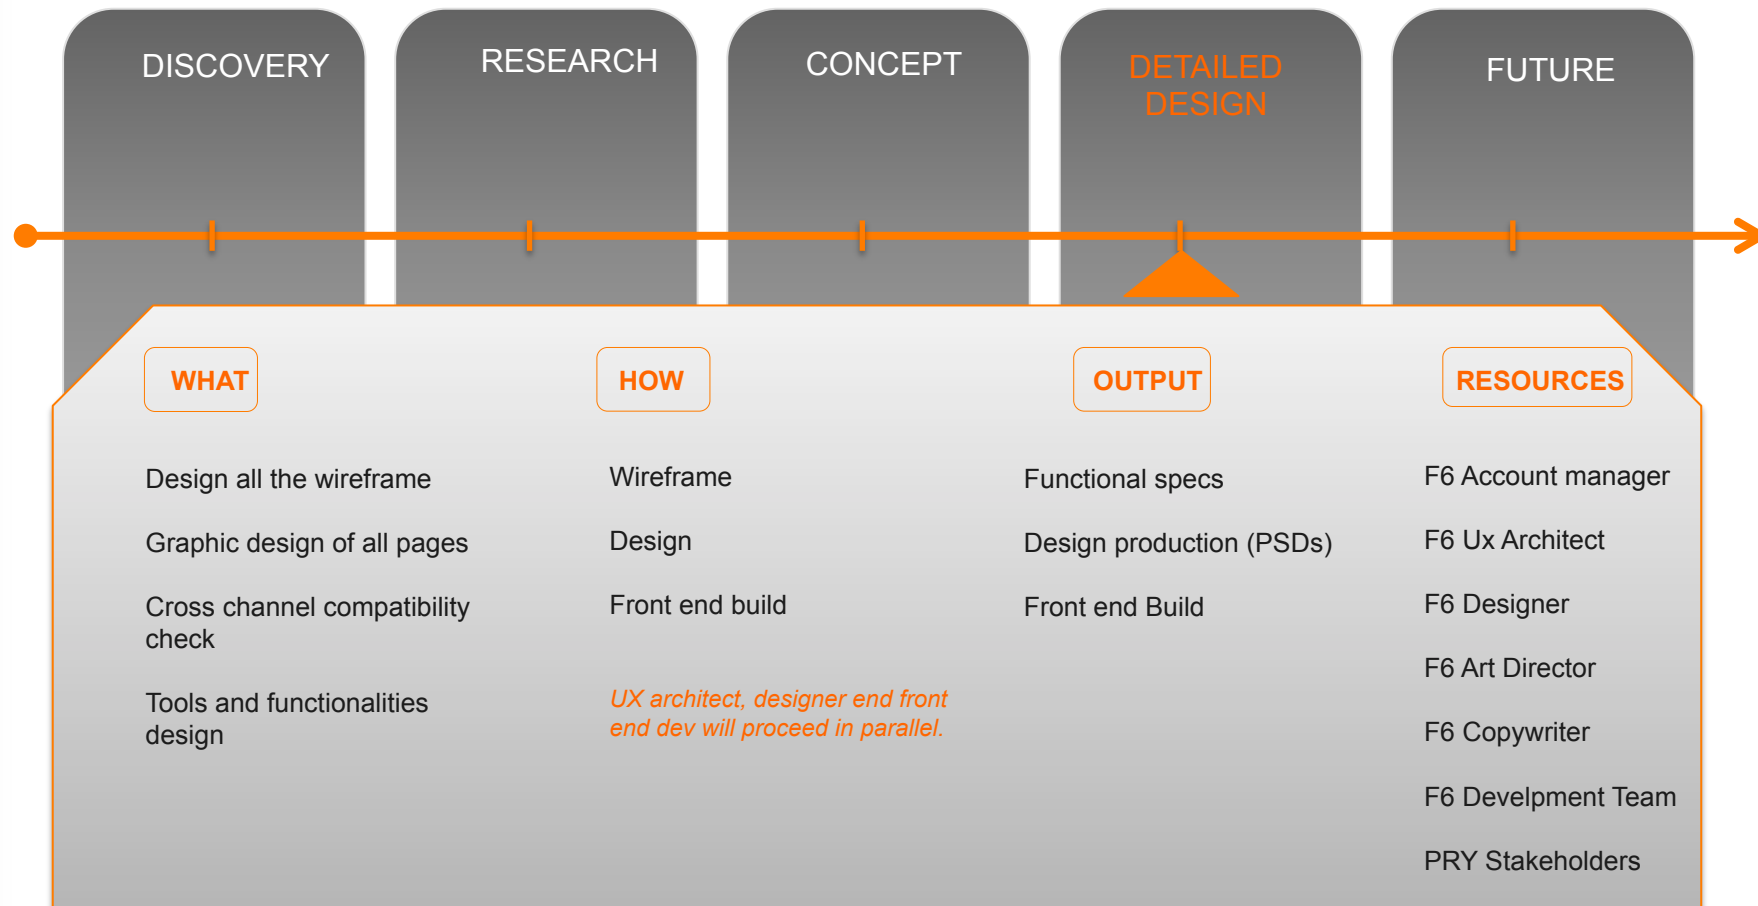 DISCOVERY
RESEARCH
CONCEPT
DETAILED
DESIGN
FUTURE
WHAT
Design all the wireframe
Graphic design of all pages
Cross channel compatibility
check
Tools and functionalities
design
HOW
Wireframe
Design
Front end build
UX architect, designer end front
end dev will proceed in parallel.
OUTPUT
Functional specs
Design production (PSDs)
Front end Build
RESOURCES
F6 Account manager
F6 Ux Architect
F6 Designer
F6 Art Director
F6 Copywriter
F6 Develpment Team
PRY Stakeholders